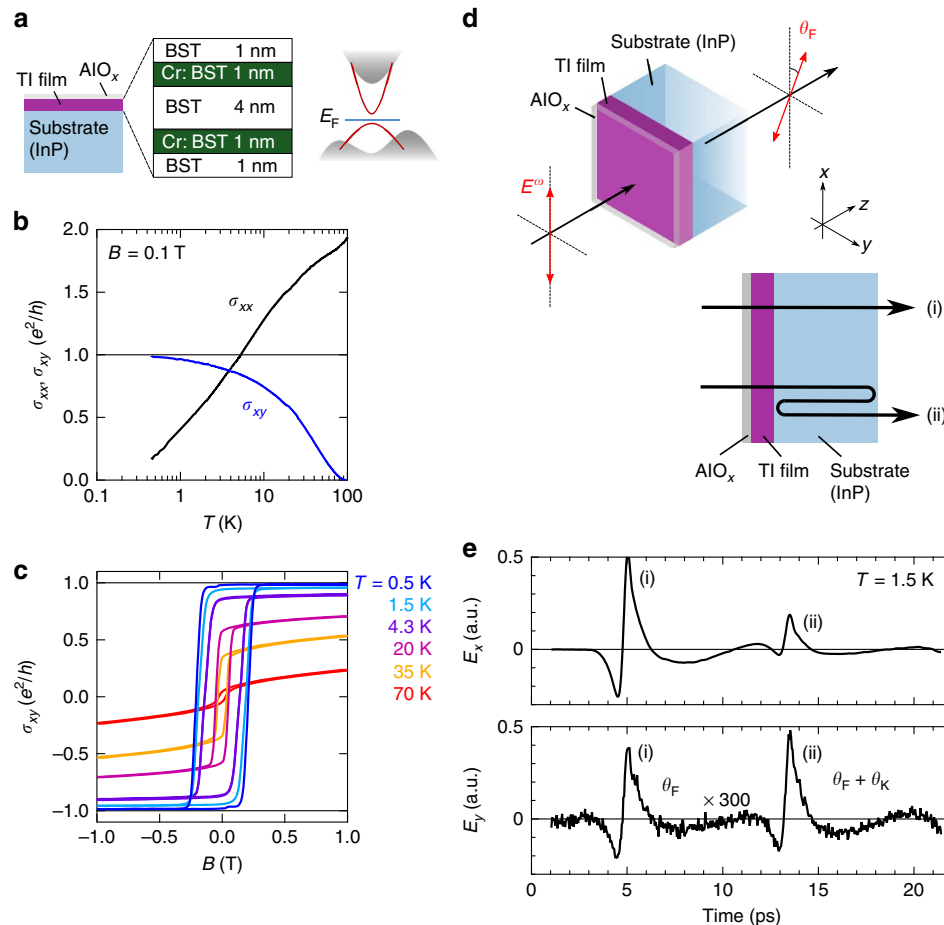 a
BST 1 nm
Cr: BST 1 nm
BST 4 nm
Cr: BST 1 nm
BST 1 nm
AlOx
TI film
Substrate
(InP)
EF
b
B = 0.1 T
σxx
σxy
σxx, σxy (e²/h)
2.0
1.5
1.0
0.5
0.0
0.1
1
10
100
T (K)
c
σxy (e²/h)
1.0
0.5
0.0
−0.5
−1.0
−1.0
−0.5
0.0
0.5
1.0
B (T)
T = 0.5 K
1.5 K
4.3 K
20 K
35 K
70 K
d
Substrate (InP)
TI film
AlOx
θF
Eω
x
z
y
(i)
(ii)
AlOx
TI film
Substrate
(InP)
e
0.5
0
Ex (a.u.)
(i)
(ii)
T = 1.5 K
0.5
0
Ey (a.u.)
(i)
(ii)
θF
× 300
θF + θK
0
5
10
15
20
Time (ps)